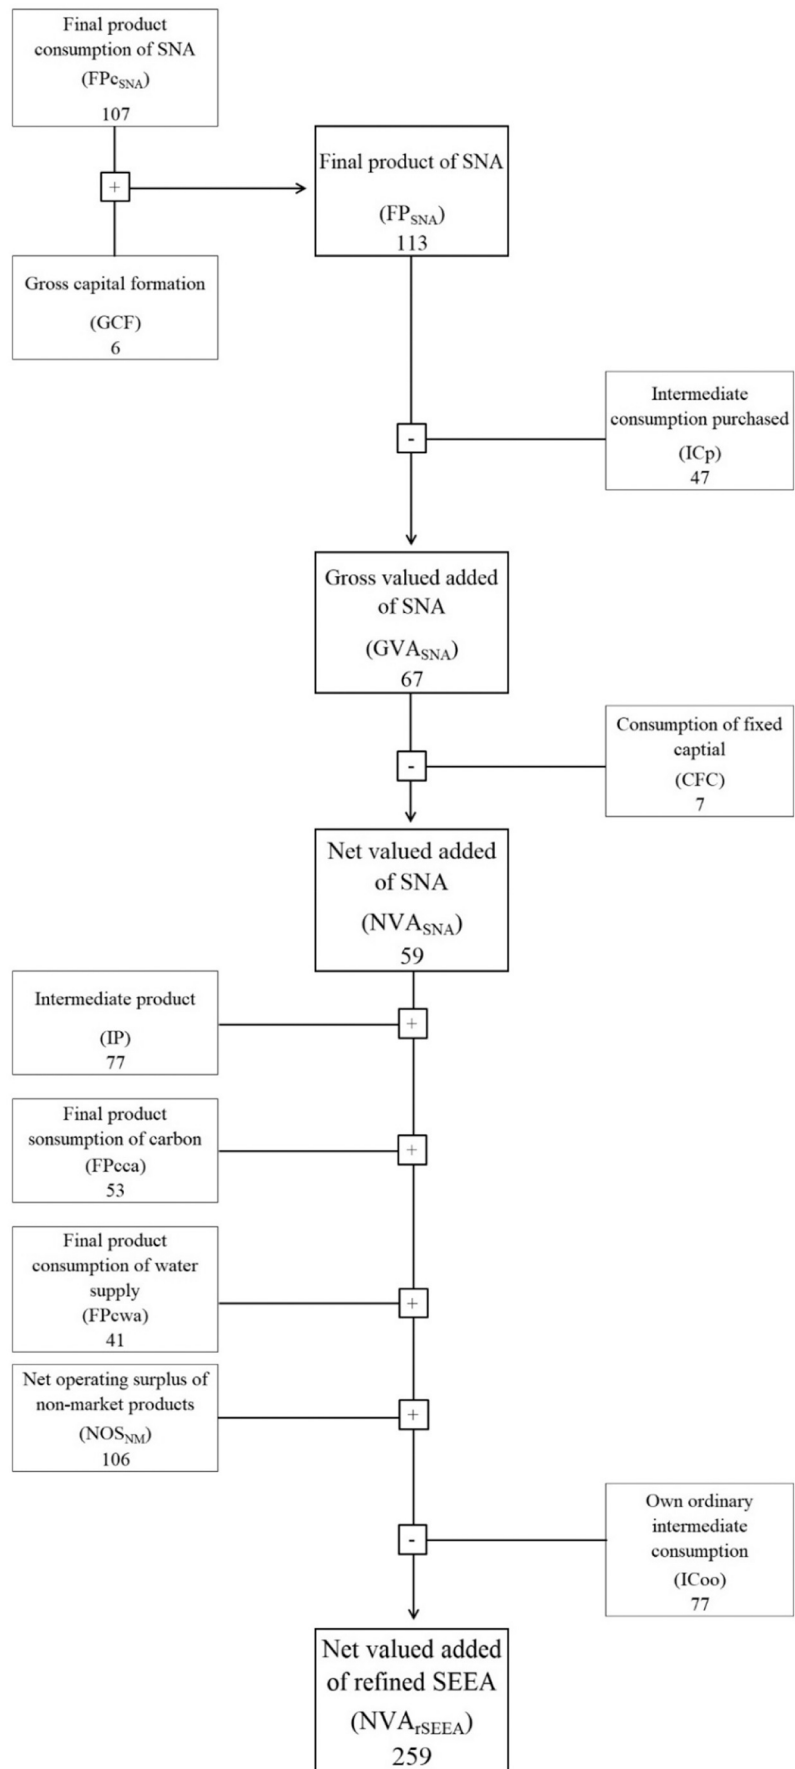 Final product
consumption of SNA
(FPcSNA)
107
+
Final product of SNA
(FPSNA)
113
Gross capital formation
(GCF)
6
Intermediate
consumption purchased
(ICp)
47
-
Gross valued added
of SNA
(GVASNA)
67
Consumption of fixed
captial
(CFC)
7
-
Net valued added
of SNA
(NVASNA)
59
Intermediate product
(IP)
77
+
Final product
sonsumption of carbon
(FPcca)
53
+
Final product
consumption of water
supply
(FPcwa)
41
+
Net operating surplus of
non-market products
(NOSNM)
106
+
Own ordinary
intermediate
consumption
(ICoo)
77
-
Net valued added
of refined SEEA
(NVArSEEA)
259